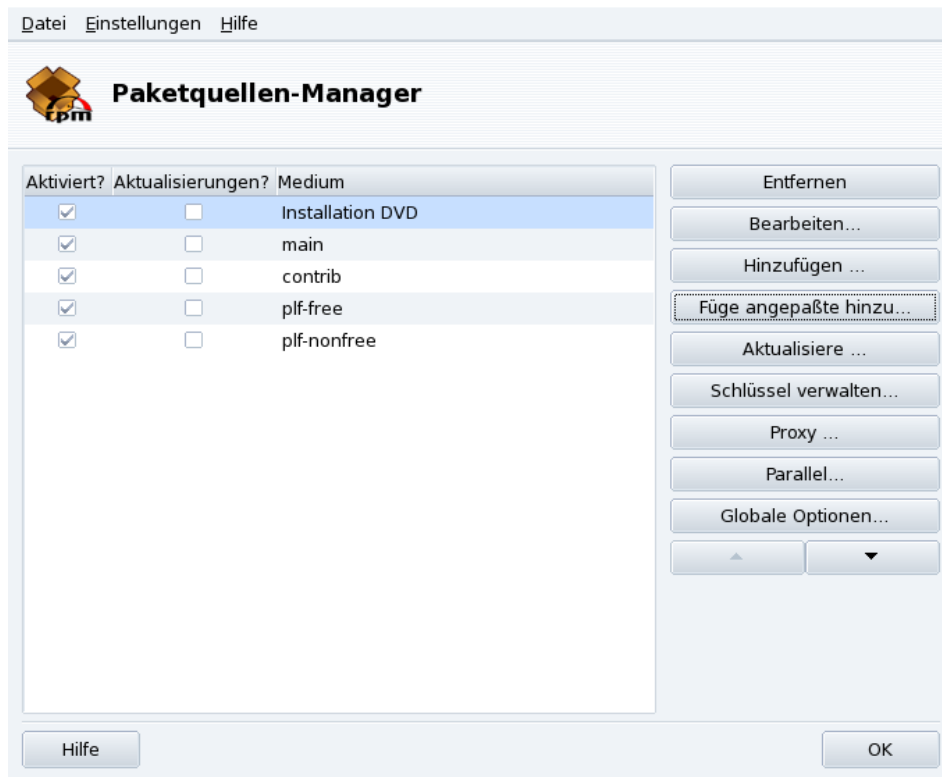 Datei Einstellungen Hilfe
rpm
Paketquellen-Manager
Aktiviert? Aktualisierungen? Medium
Installation DVD
main
contrib
plf-free
plf-nonfree
Entfernen
Bearbeiten...
Hinzufügen ...
Füge angepaßte hinzu...
Aktualisiere ...
Schlüssel verwalten...
Proxy ...
Parallel...
Globale Optionen...
Hilfe
OK